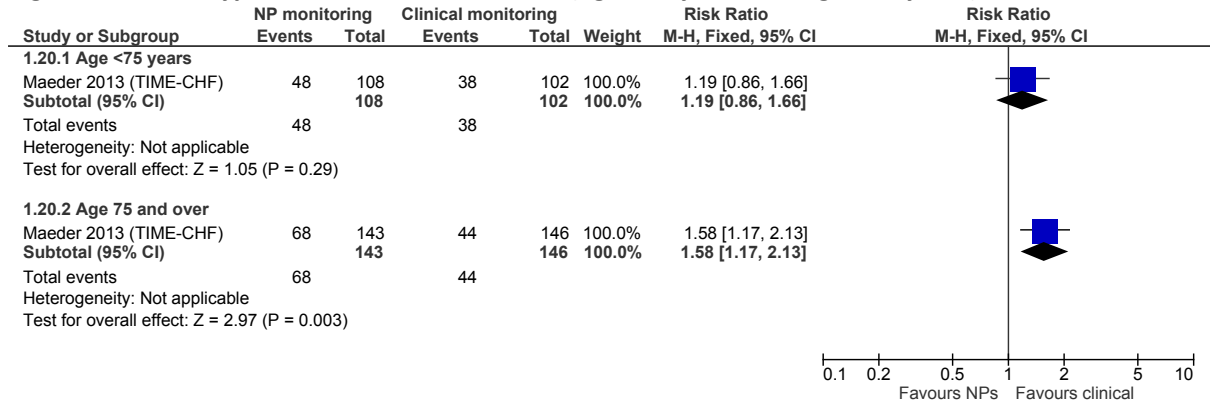 NP monitoring Clinical monitoring Risk Ratio Risk Ratio
Study or Subgroup Events Total Events Total Weight M-H, Fixed, 95% CI M-H, Fixed, 95% CI
1.20.1 Age <75 years
Maeder 2013 (TIME-CHF) 48 108 38 102 100.0% 1.19 [0.86, 1.66]
Subtotal (95% CI) 108 102 100.0% 1.19 [0.86, 1.66]
Total events 48 38
Heterogeneity: Not applicable
Test for overall effect: Z = 1.05 (P = 0.29)
1.20.2 Age 75 and over
Maeder 2013 (TIME-CHF) 68 143 44 146 100.0% 1.58 [1.17, 2.13]
Subtotal (95% CI) 143 146 100.0% 1.58 [1.17, 2.13]
Total events 68 44
Heterogeneity: Not applicable
Test for overall effect: Z = 2.97 (P = 0.003)
0.1 0.2 0.5 1 2 5 10
Favours NPs Favours clinical